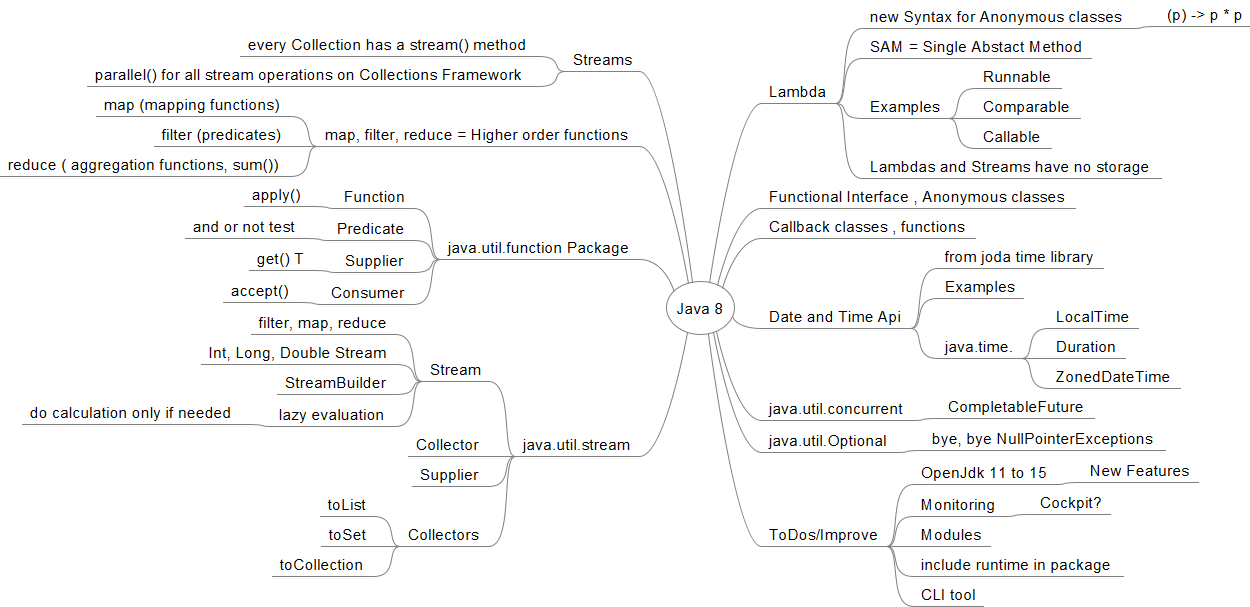 Java 8
Streams
every Collection has a stream() method
parallel() for all stream operations on Collections Framework
map, filter, reduce = Higher order functions
map (mapping functions)
filter (predicates)
reduce ( aggregation functions, sum())
java.util.function Package
Function
apply()
Predicate
and or not test
Supplier
get() T
Consumer
accept()
java.util.stream
Stream
filter, map, reduce
Int, Long, Double Stream
StreamBuilder
lazy evaluation
do calculation only if needed
Collector
Supplier
Collectors
toList
toSet
toCollection
Lambda
new Syntax for Anonymous classes
(p) -> p * p
SAM = Single Abstact Method
Examples
Runnable
Comparable
Callable
Lambdas and Streams have no storage
Functional Interface , Anonymous classes
Callback classes , functions
Date and Time Api
from joda time library
Examples
java.time.
LocalTime
Duration
ZonedDateTime
java.util.concurrent
CompletableFuture
java.util.Optional
bye, bye NullPointerExceptions
ToDos/Improve
OpenJdk 11 to 15
New Features
Monitoring
Cockpit?
Modules
include runtime in package
CLI tool